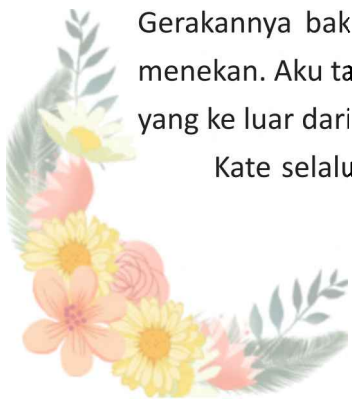 Gerakannya bak
menekan. Aku ta
yang ke luar dari
Kate selalu